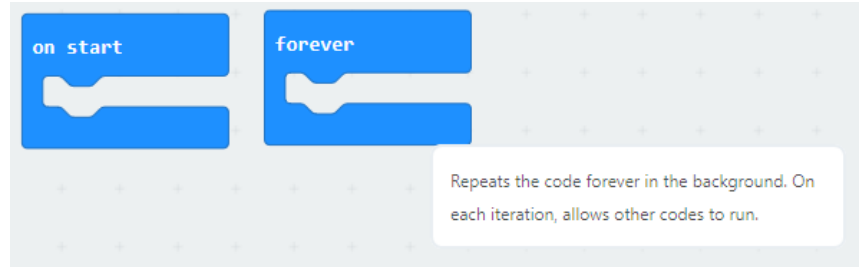 on start
forever
Repeats the code forever in the background. On
each iteration, allows other codes to run.